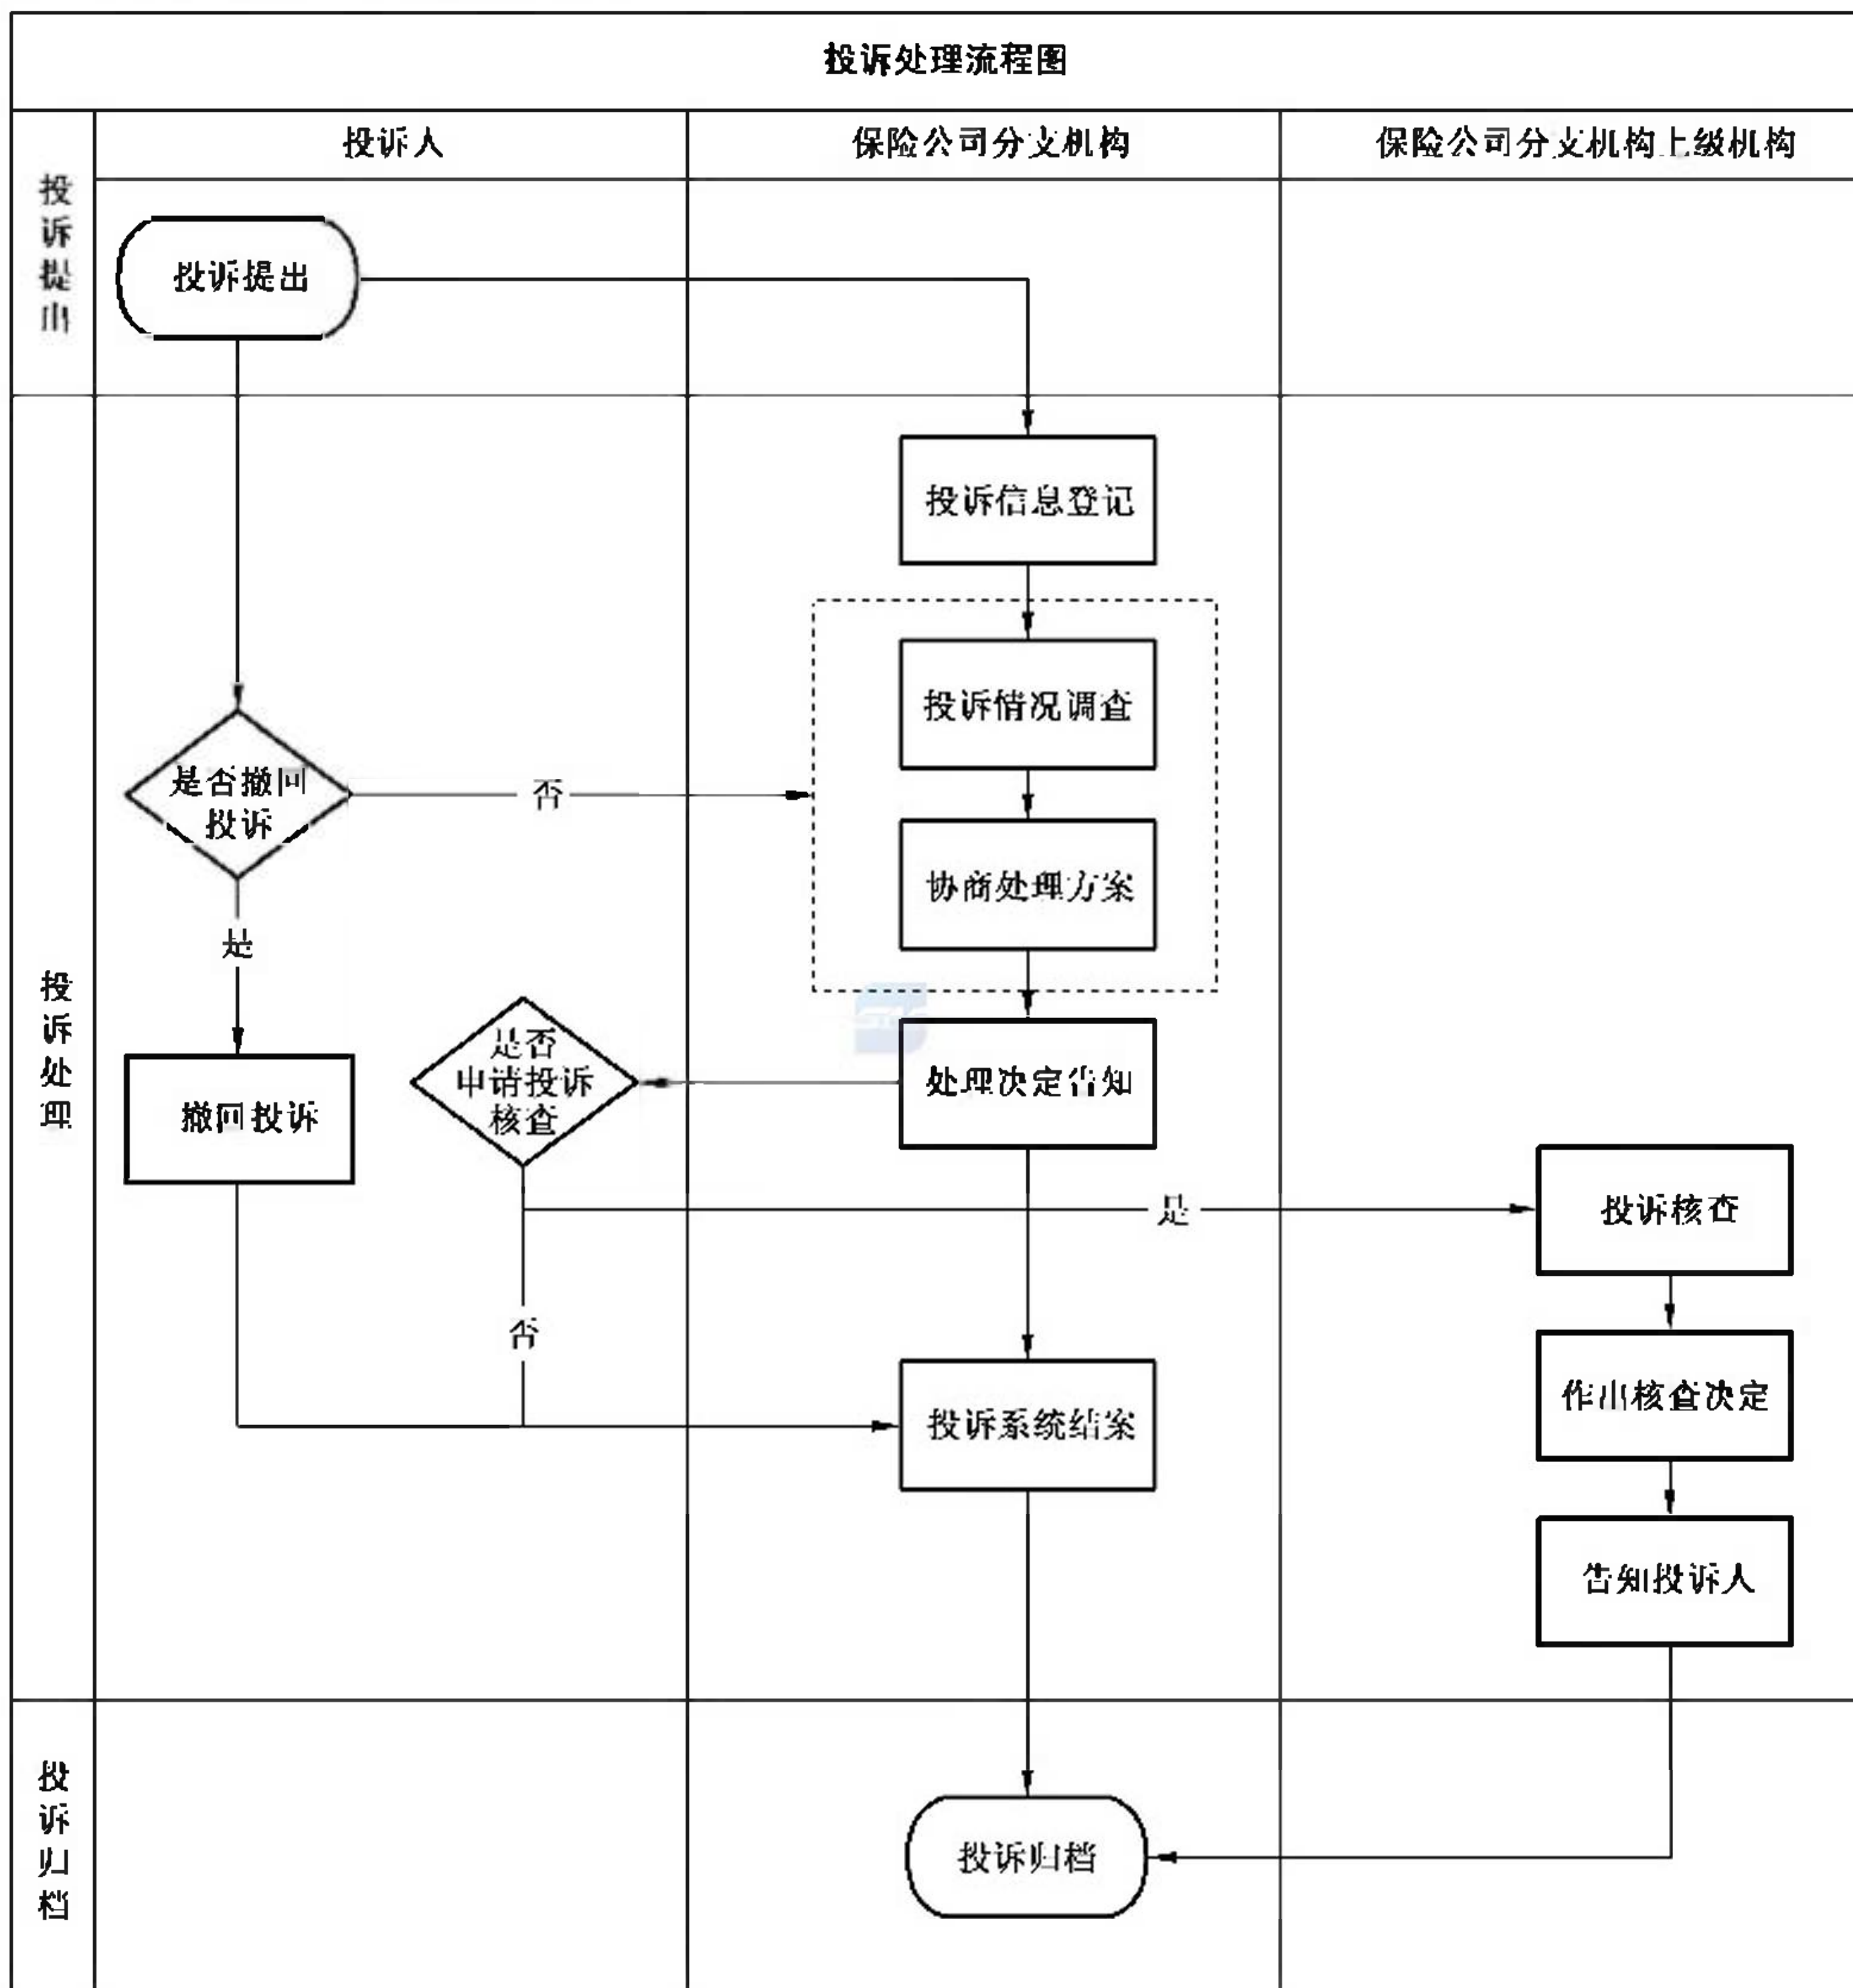 投诉处理流程图
投诉人
保险公司分支机构
保险公司分支机构上级机构
投诉提出
投诉提出
投诉信息登记
投诉情况调查
是否撤回
投诉
否
协商处理方案
是
投诉处理
是否
申请投诉
核查
处理决定告知
撤回投诉
是
投诉核查
否
作出核查决定
投诉系统结案
告知投诉人
投诉归档
投诉归档